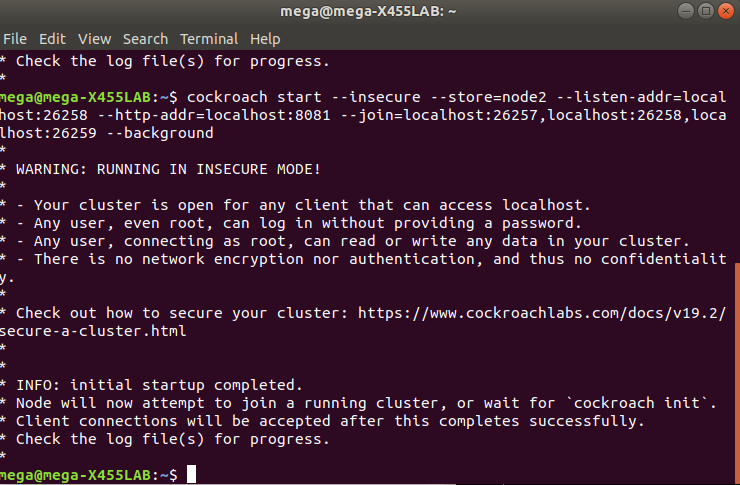 mega@mega-X455LAB: ~
File Edit View Search Terminal Help
* Check the log file(s) for progress.
*
mega@mega-X455LAB:~$ cockroach start --insecure --store=node2 --listen-addr=local
host:26258 --http-addr=localhost:8081 --join=localhost:26257,localhost:26258,loca
lhost:26259 --background
*
* WARNING: RUNNING IN INSECURE MODE!
*
* - Your cluster is open for any client that can access localhost.
* - Any user, even root, can log in without providing a password.
* - Any user, connecting as root, can read or write any data in your cluster.
* - There is no network encryption nor authentication, and thus no confidentialit
y.
*
* Check out how to secure your cluster: https://www.cockroachlabs.com/docs/v19.2/
secure-a-cluster.html
*
*
* INFO: initial startup completed.
* Node will now attempt to join a running cluster, or wait for `cockroach init`.
* Client connections will be accepted after this completes successfully.
* Check the log file(s) for progress.
*
mega@mega-X455LAB:~$